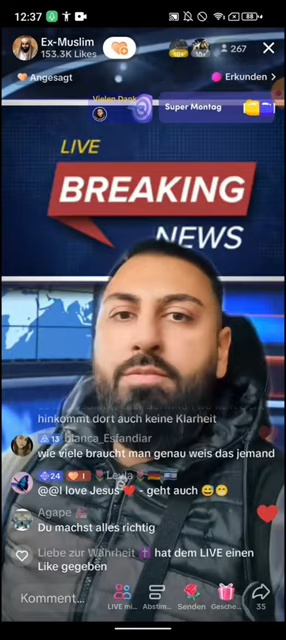 12:37
88
Ex-Muslim
153.3K Likes
10+
267
Angesagt
Erkunden >
Vielen Dank
Super Montag
LIVE
BREAKING
NEWS
hinkommt dort auch keine Klarheit
13 bianca_Esfandiar
wie viele braucht man genau weis das jemand
24 1 Leyla
@@I love Jesus❤️ - geht auch 😅😁
Agape
Du machst alles richtig
Liebe zur Wahrheit ✝️ hat dem LIVE einen
Like gegeben
Komment...
LIVE mi...
Abstim...
Senden
Gesche...
35